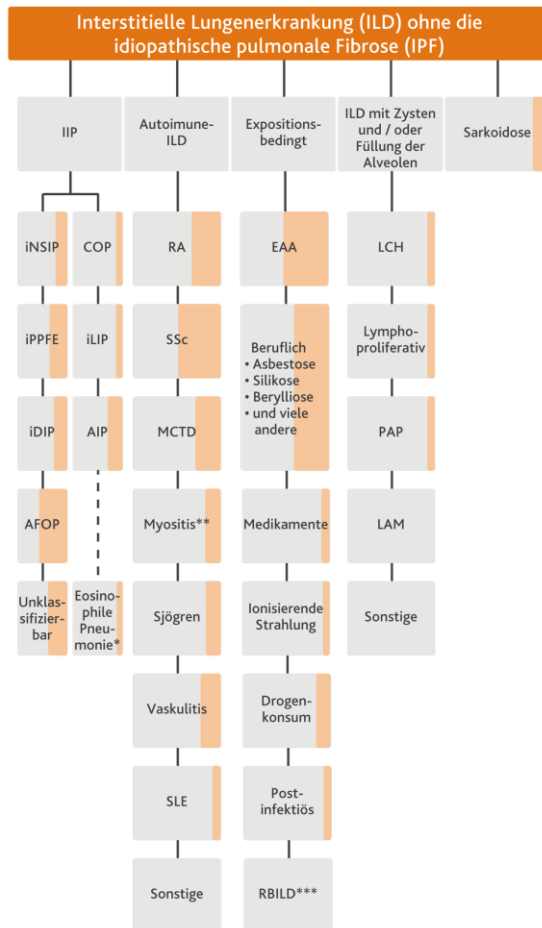 Interstitielle Lungenerkrankung (ILD) ohne die
idiopathische pulmonale Fibrose (IPF)
IIP
Autoimune-
ILD
Expositions-
bedingt
ILD mit Zysten
und / oder
Füllung der
Alveolen
Sarkoidose
iNSIP
COP
RA
EAA
LCH
iPPFE
iLIP
SSc
Beruflich
• Asbestose
• Silikose
• Berylliose
• und viele
andere
Lympho-
proliferativ
iDIP
AIP
MCTD
PAP
AFOP
Myositis**
Medikamente
LAM
Unklas-
sifizier-
bar
Eosino-
phile
Pneu-
monie*
Sjögren
Ionisierende
Strahlung
Sonstige
Vaskulitis
Drogen-
konsum
SLE
Post-
infektiös
Sonstige
RBILD***